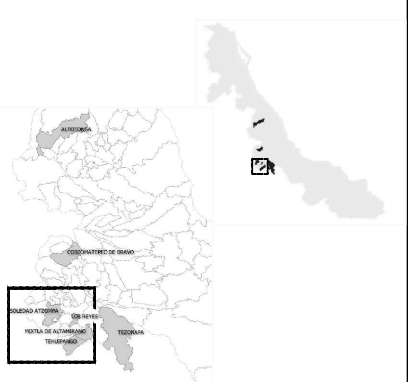 ALTOTONGA
COSCOMATEPEC DE BRAVO
SOLEDAD ATZOMPA
LOS REYES
MIXTLA DE ALTAMIRANO
TEZONAPA
TEHUIPANGO